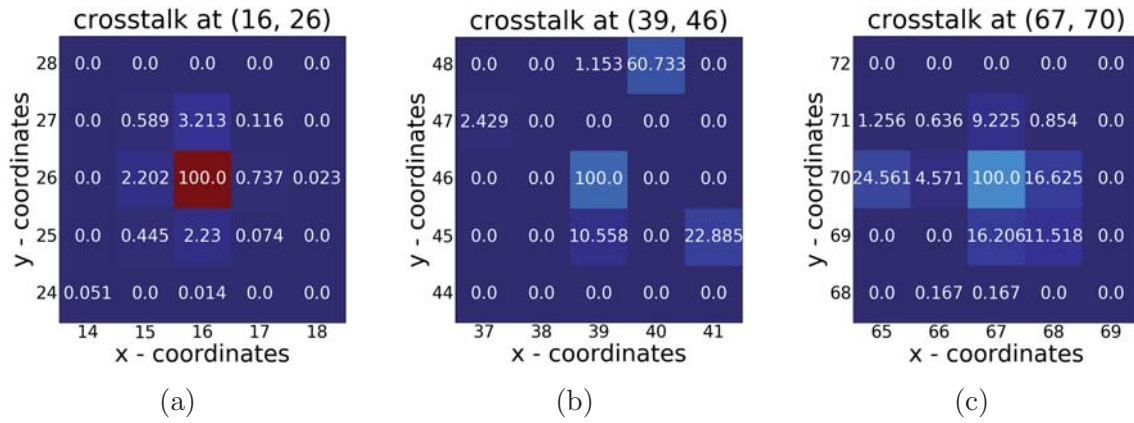 crosstalk at (16, 26)
y - coordinates
28 0.0 0.0 0.0 0.0 0.0
27 0.0 0.589 3.213 0.116 0.0
26 0.0 2.202 100.0 0.737 0.023
25 0.0 0.445 2.23 0.074 0.0
24 0.051 0.0 0.014 0.0 0.0
14 15 16 17 18
x - coordinates
(a)
crosstalk at (39, 46)
y - coordinates
48 0.0 0.0 1.153 60.733 0.0
47 2.429 0.0 0.0 0.0 0.0
46 0.0 0.0 100.0 0.0 0.0
45 0.0 0.0 10.558 0.0 22.885
44 0.0 0.0 0.0 0.0 0.0
37 38 39 40 41
x - coordinates
(b)
crosstalk at (67, 70)
y - coordinates
72 0.0 0.0 0.0 0.0 0.0
71 1.256 0.636 9.225 0.854 0.0
70 24.561 4.571 100.0 16.625 0.0
69 0.0 0.0 16.206 11.518 0.0
68 0.0 0.167 0.167 0.0 0.0
65 66 67 68 69
x - coordinates
(c)